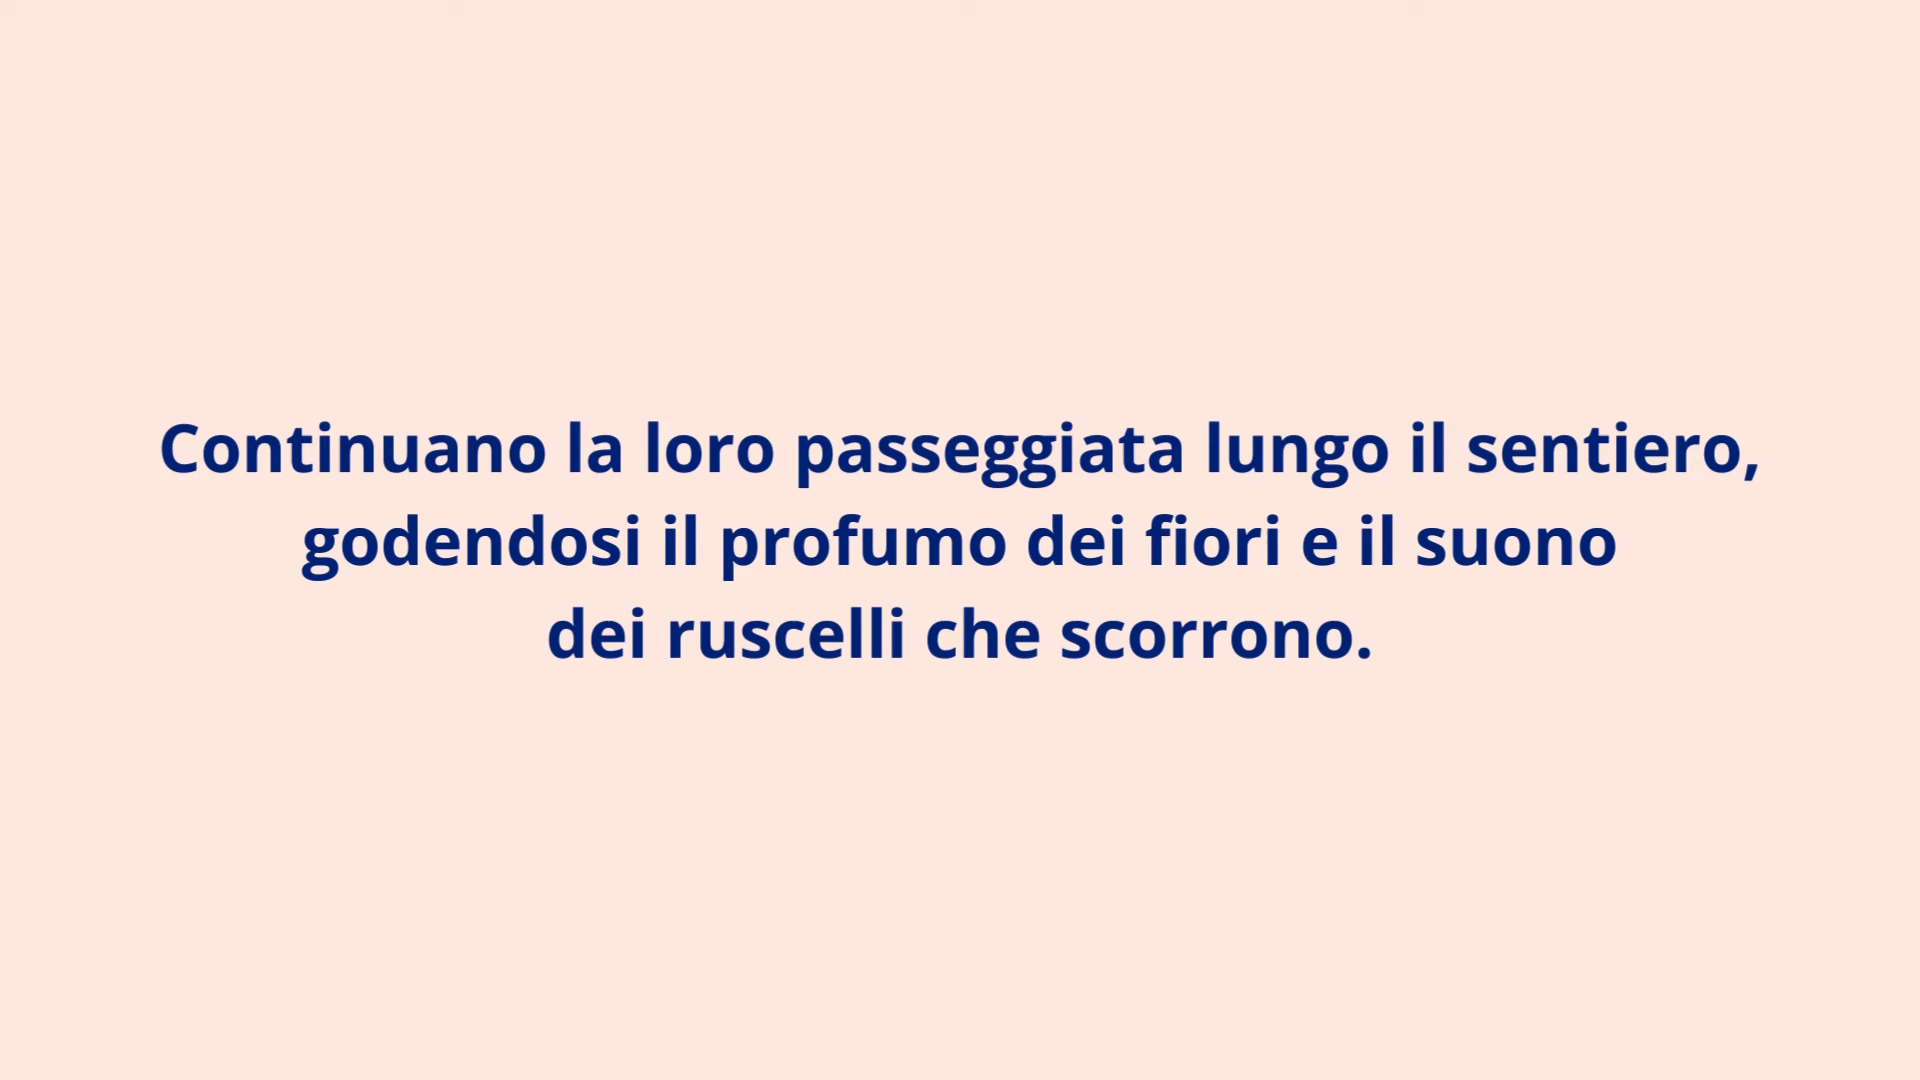 Continuano la loro passeggiata lungo il sentiero,
godendosi il profumo dei fiori e il suono
dei ruscelli che scorrono.